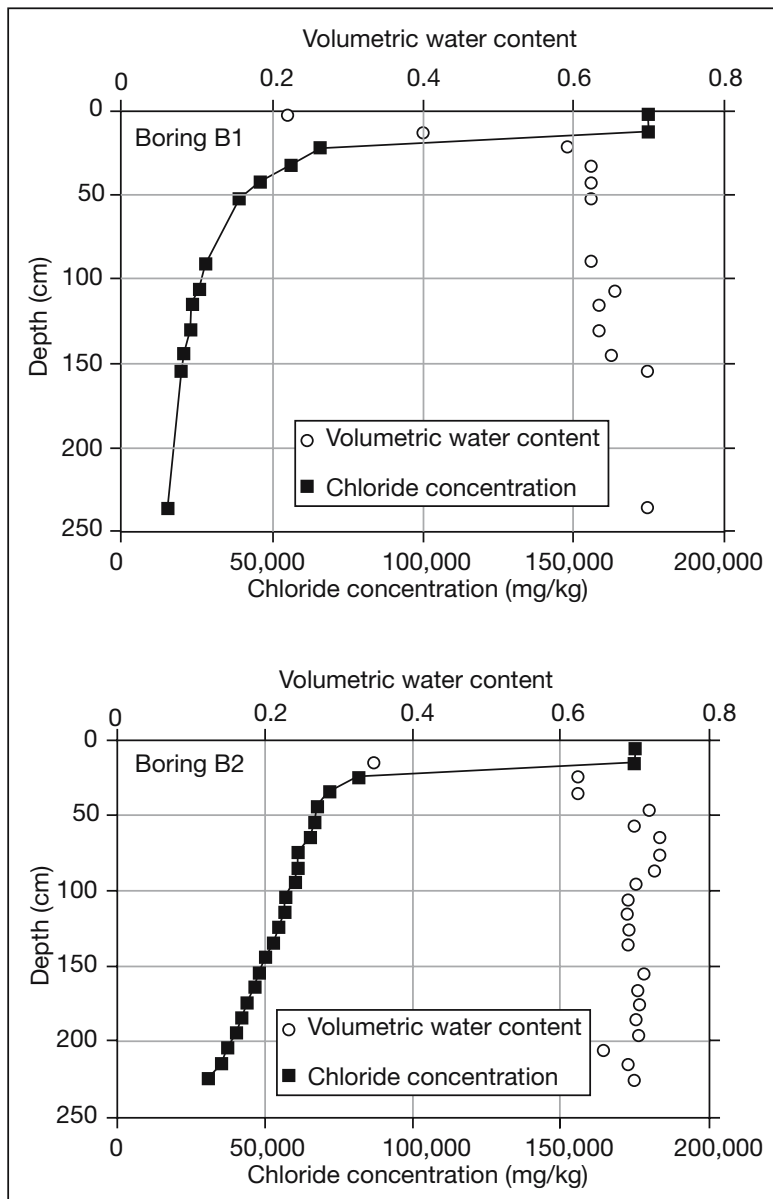 Volumetric water content
0 0.2 0.4 0.6 0.8
0
Boring B1
50
100
150
200
250
Depth (cm)
Volumetric water content
Chloride concentration
0 50,000 100,000 150,000 200,000
Chloride concentration (mg/kg)
Volumetric water content
0 0.2 0.4 0.6 0.8
0
Boring B2
50
100
150
200
250
Depth (cm)
Volumetric water content
Chloride concentration
0 50,000 100,000 150,000 200,000
Chloride concentration (mg/kg)